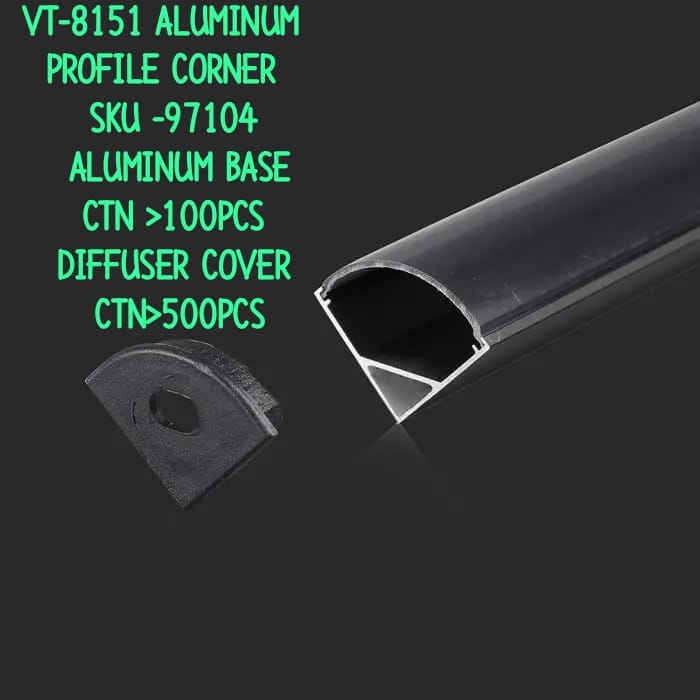 VT-8151 ALUMINUM
PROFILE CORNER
SKU -97104
ALUMINUM BASE
CTN >100PCS
DIFFUSER COVER
CTN>500PCS